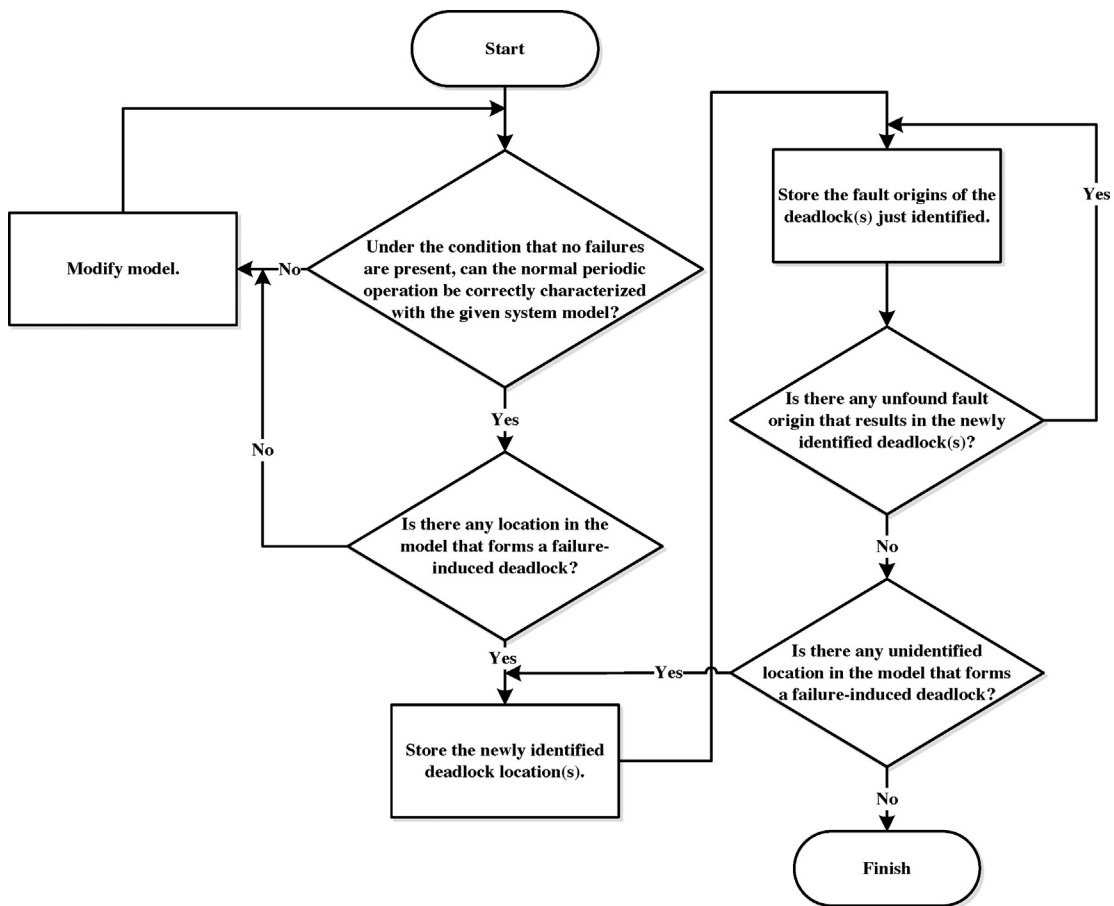 Start
Under the condition that no failures
are present, can the normal periodic
operation be correctly characterized
with the given system model?
No
Modify model.
Yes
No
Is there any location in the
model that forms a failure-
induced deadlock?
Yes
Store the newly identified
deadlock location(s).
Store the fault origins of the
deadlock(s) just identified.
Yes
Is there any unfound fault
origin that results in the newly
identified deadlock(s)?
No
Is there any unidentified
location in the model that forms
a failure-induced deadlock?
Yes
No
Finish